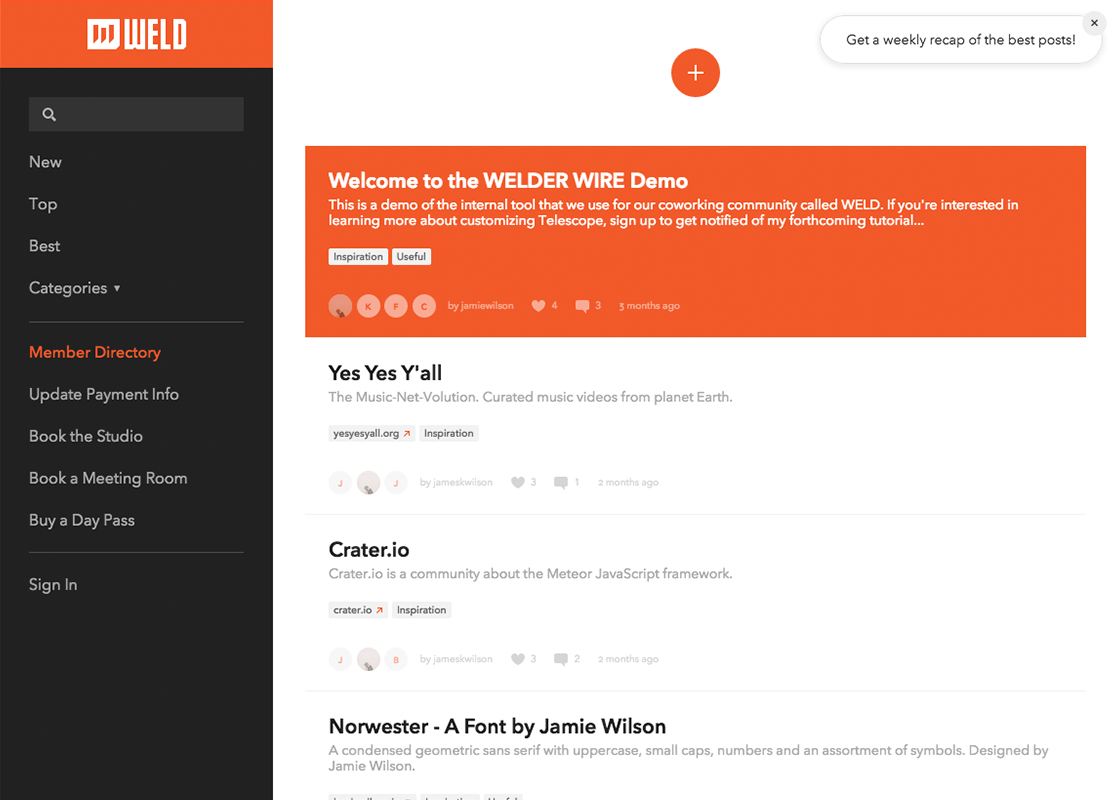 WELD
New
Top
Best
Categories ▾
Member Directory
Update Payment Info
Book the Studio
Book a Meeting Room
Buy a Day Pass
Sign In
Get a weekly recap of the best posts!
×
+
Welcome to the WELDER WIRE Demo
This is a demo of the internal tool that we use for our coworking community called WELD. If you're interested in
learning more about customizing Telescope, sign up to get notified of my forthcoming tutorial...
Inspiration Useful
K F C by jamiewilson 4 3 3 months ago
Yes Yes Y'all
The Music-Net-Volution. Curated music videos from planet Earth.
yesyesyall.org ↗ Inspiration
J J by jameskwilson 3 1 2 months ago
Crater.io
Crater.io is a community about the Meteor JavaScript framework.
crater.io ↗ Inspiration
J B by jameskwilson 3 2 2 months ago
Norwester - A Font by Jamie Wilson
A condensed geometric sans serif with uppercase, small caps, numbers and an assortment of symbols. Designed by
Jamie Wilson.